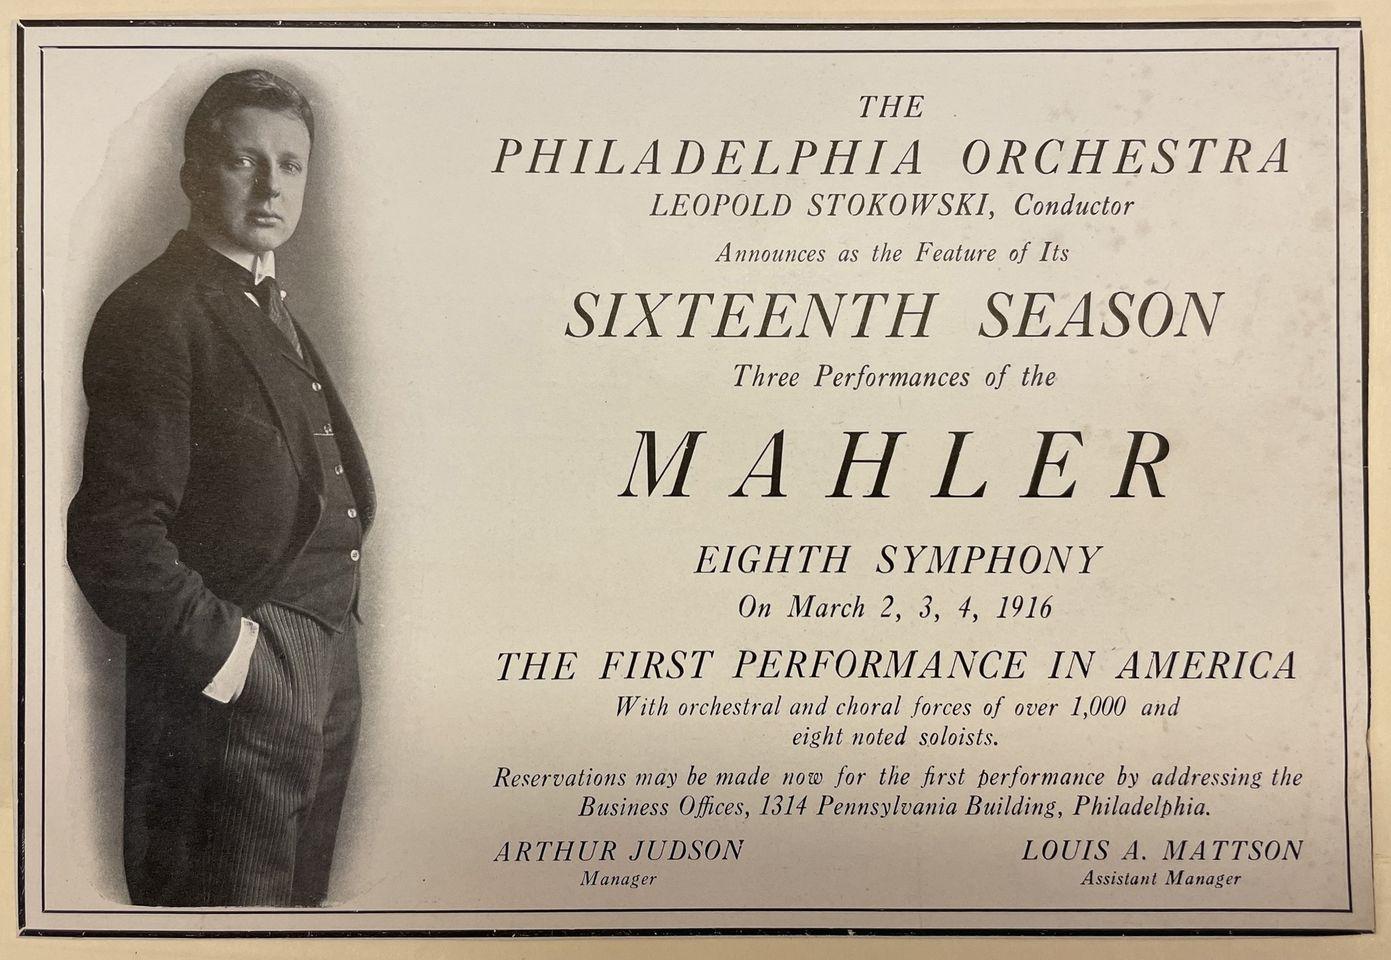 THE
PHILADELPHIA ORCHESTRA
LEOPOLD STOKOWSKI, Conductor
Announces as the Feature of Its
SIXTEENTH SEASON
Three Performances of the
MAHLER
EIGHTH SYMPHONY
On March 2, 3, 4, 1916
THE FIRST PERFORMANCE IN AMERICA
With orchestral and choral forces of over 1,000 and
eight noted soloists.
Reservations may be made now for the first performance by addressing the
Business Offices, 1314 Pennsylvania Building, Philadelphia.
ARTHUR JUDSON
Manager
LOUIS A. MATTSON
Assistant Manager